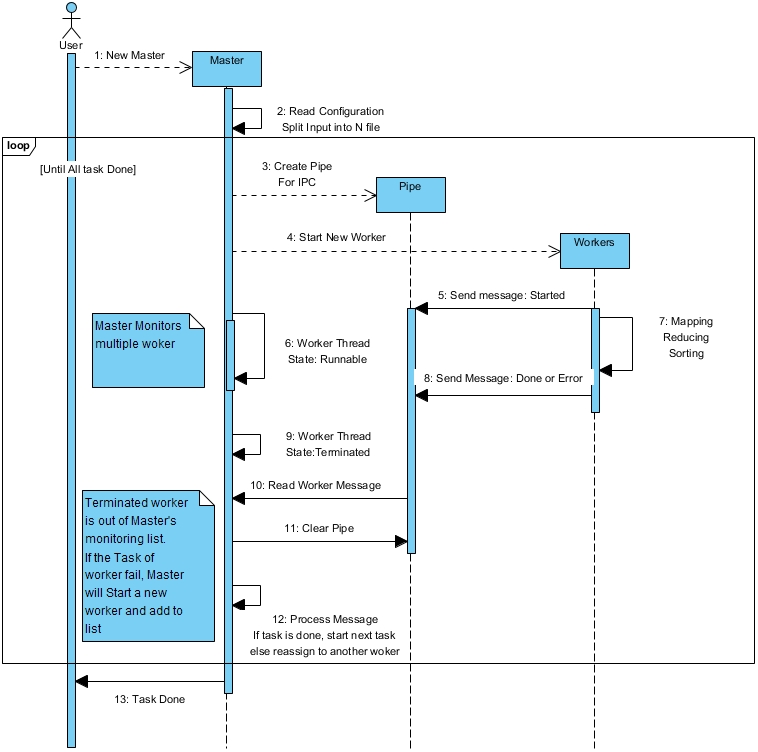 User
1: New Master
Master
2: Read Configuration
Split Input into N file
loop
[Until All task Done]
3: Create Pipe
For IPC
Pipe
4: Start New Worker
Workers
5: Send message: Started
Master Monitors
multiple woker
6: Worker Thread
State: Runnable
7: Mapping
Reducing
Sorting
8: Send Message: Done or Error
9: Worker Thread
State:Terminated
10: Read Worker Message
Terminated worker
is out of Master's
monitoring list.
If the Task of
worker fail, Master
will Start a new
worker and add to
list
11: Clear Pipe
12: Process Message
If task is done, start next task
else reassign to another woker
13: Task Done